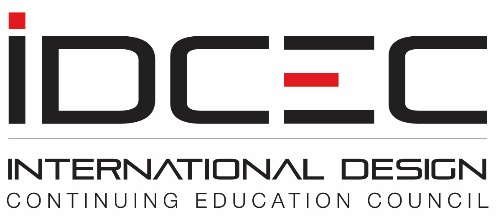 iDCEC
INTERNATIONAL DESIGN
CONTINUING EDUCATION COUNCIL